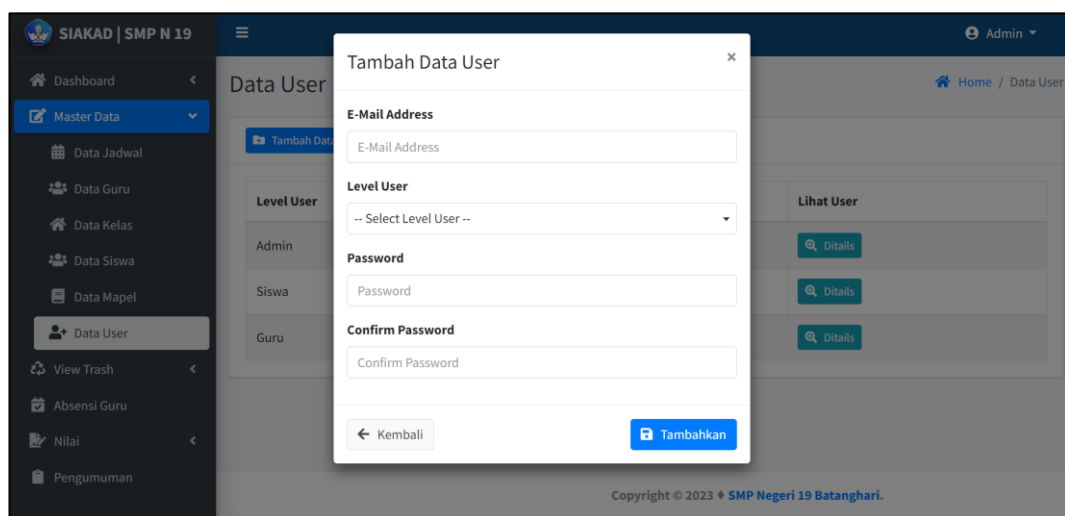 SIAKAD | SMP N 19
Admin
Dashboard
Master Data
Data Jadwal
Data Guru
Data Kelas
Data Siswa
Data Mapel
Data User
View Trash
Absensi Guru
Nilai
Pengumuman
Data User
Home / Data User
Tambah Data
Level User
Lihat User
Admin
Ditails
Siswa
Ditails
Guru
Ditails
Tambah Data User
×
E-Mail Address
E-Mail Address
Level User
-- Select Level User --
Password
Password
Confirm Password
Confirm Password
Kembali
Tambahkan
Copyright © 2023 ♦ SMP Negeri 19 Batanghari.